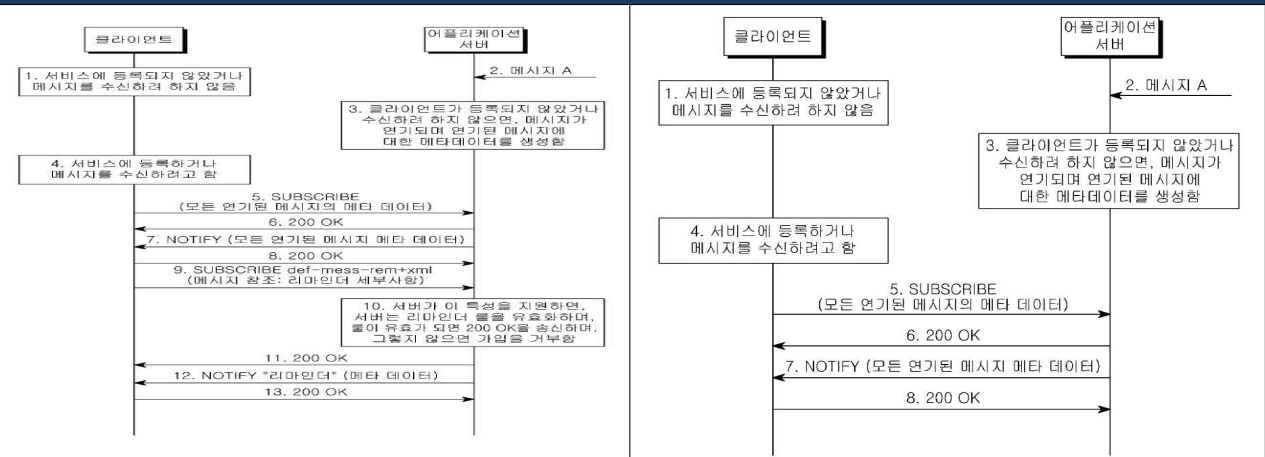 클라이언트
어플리케이션
서버
1. 서비스에 등록되지 않았거나
메시지를 수신하려 하지 않음
2. 메시지 A
3. 클라이언트가 등록되지 않았거나
수신하려 하지 않으면, 메시지가
연기되며 연기된 메시지에
대한 메타데이터를 생성함
4. 서비스에 등록하거나
메시지를 수신하려고 함
5. SUBSCRIBE
(모든 연기된 메시지의 메타 데이터)
6. 200 OK
7. NOTIFY (모든 연기된 메시지 메타 데이터)
8. 200 OK
9. SUBSCRIBE def-mess-rem+xml
(메시지 참조: 리마인더 세부사항)
10. 서버가 이 특성을 지원하면,
서버는 리마인더 룰을 유효화하며,
룰이 유효가 되면 200 OK을 송신하며,
그렇지 않으면 가입을 거부함
11. 200 OK
12. NOTIFY "리마인더" (메타 데이터)
13. 200 OK
클라이언트
어플리케이션
서버
1. 서비스에 등록되지 않았거나
메시지를 수신하려 하지 않음
2. 메시지 A
3. 클라이언트가 등록되지 않았거나
수신하려 하지 않으면, 메시지가
연기되며 연기된 메시지에
대한 메타데이터를 생성함
4. 서비스에 등록하거나
메시지를 수신하려고 함
5. SUBSCRIBE
(모든 연기된 메시지의 메타 데이터)
6. 200 OK
7. NOTIFY (모든 연기된 메시지 메타 데이터)
8. 200 OK